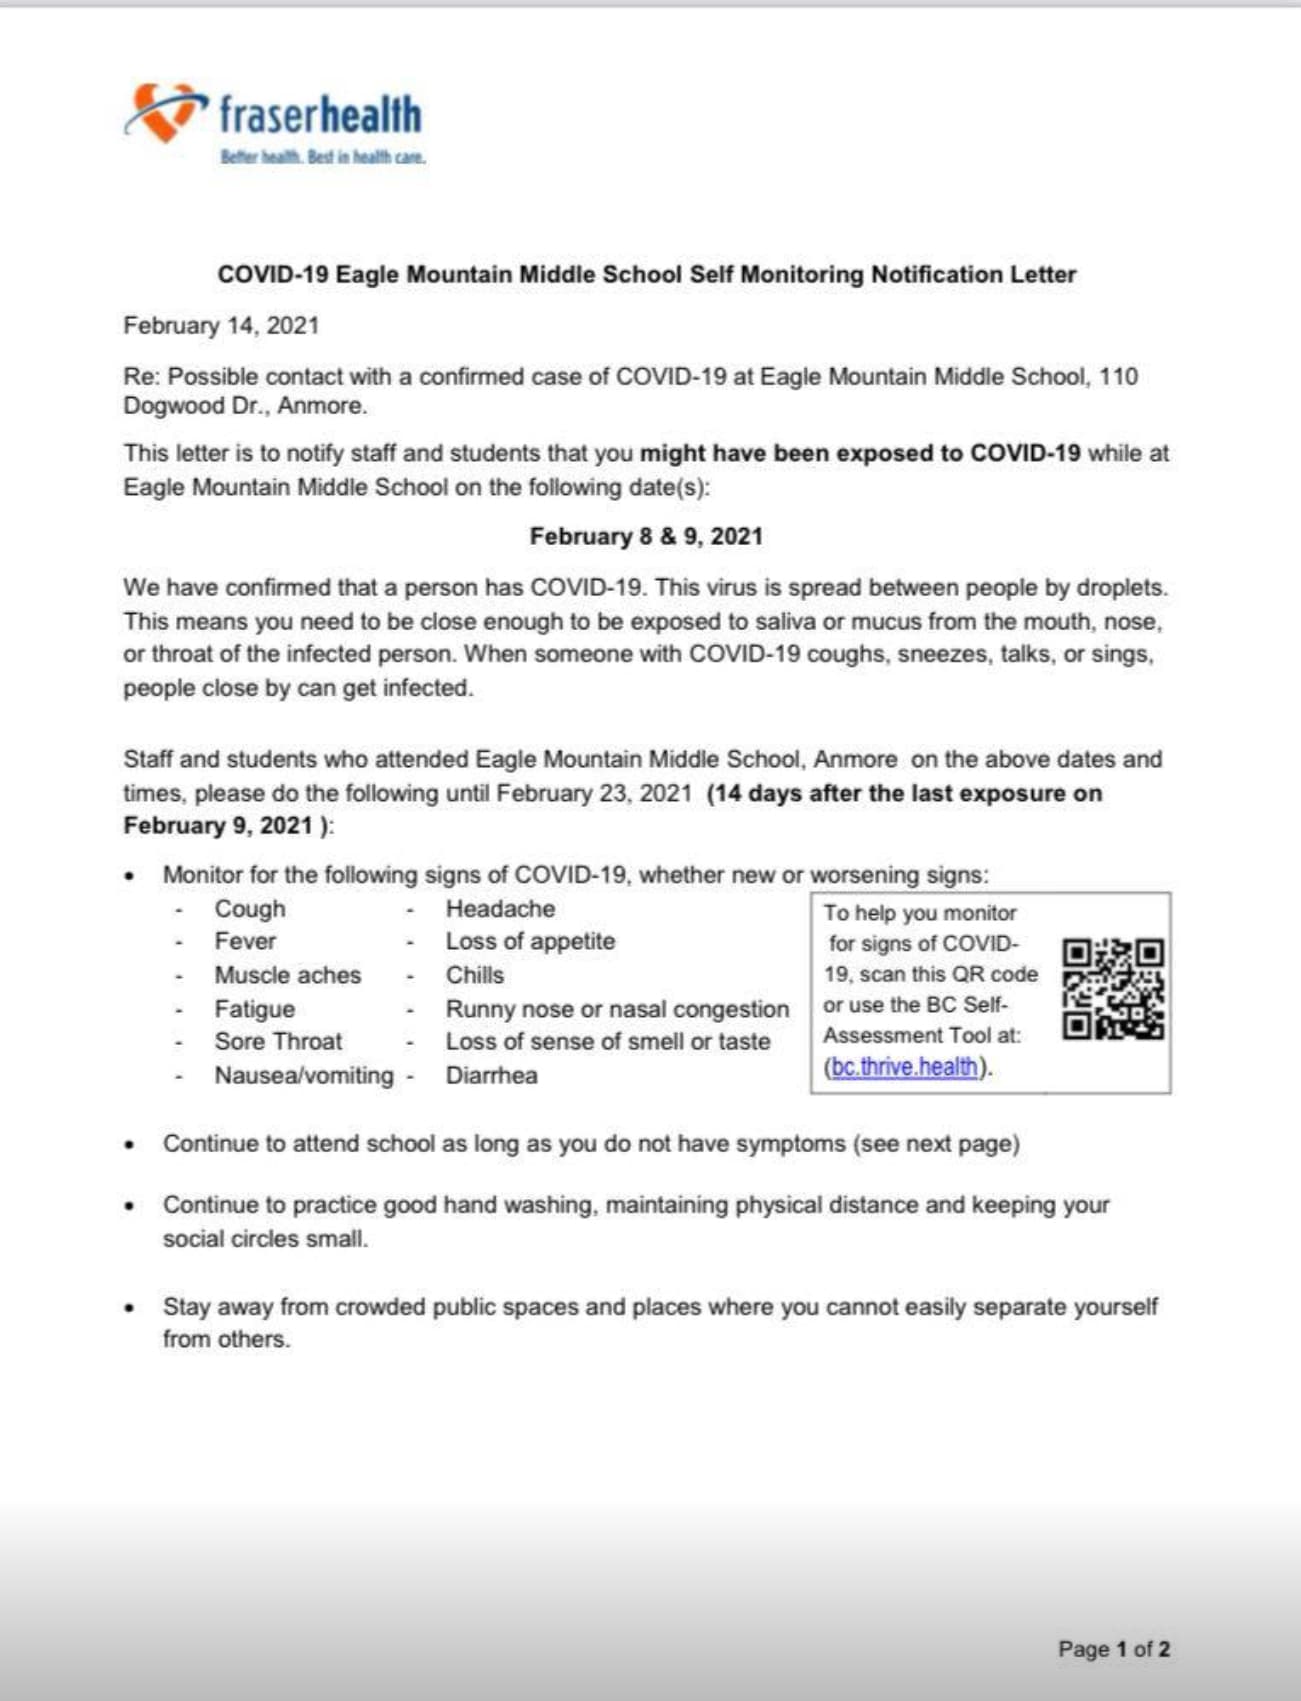 fraserhealth
Better health. Best in health care.
COVID-19 Eagle Mountain Middle School Self Monitoring Notification Letter
February 14, 2021
Re: Possible contact with a confirmed case of COVID-19 at Eagle Mountain Middle School, 110
Dogwood Dr., Anmore.
This letter is to notify staff and students that you might have been exposed to COVID-19 while at
Eagle Mountain Middle School on the following date(s):
February 8 & 9, 2021
We have confirmed that a person has COVID-19. This virus is spread between people by droplets.
This means you need to be close enough to be exposed to saliva or mucus from the mouth, nose,
or throat of the infected person. When someone with COVID-19 coughs, sneezes, talks, or sings,
people close by can get infected.
Staff and students who attended Eagle Mountain Middle School, Anmore on the above dates and
times, please do the following until February 23, 2021 (14 days after the last exposure on
February 9, 2021 ):
• Monitor for the following signs of COVID-19, whether new or worsening signs:
- Cough - Headache
- Fever - Loss of appetite
- Muscle aches - Chills
- Fatigue - Runny nose or nasal congestion
- Sore Throat - Loss of sense of smell or taste
- Nausea/vomiting - Diarrhea
To help you monitor
for signs of COVID-
19, scan this QR code
or use the BC Self-
Assessment Tool at:
(bc.thrive.health).
• Continue to attend school as long as you do not have symptoms (see next page)
• Continue to practice good hand washing, maintaining physical distance and keeping your
social circles small.
• Stay away from crowded public spaces and places where you cannot easily separate yourself
from others.
Page 1 of 2